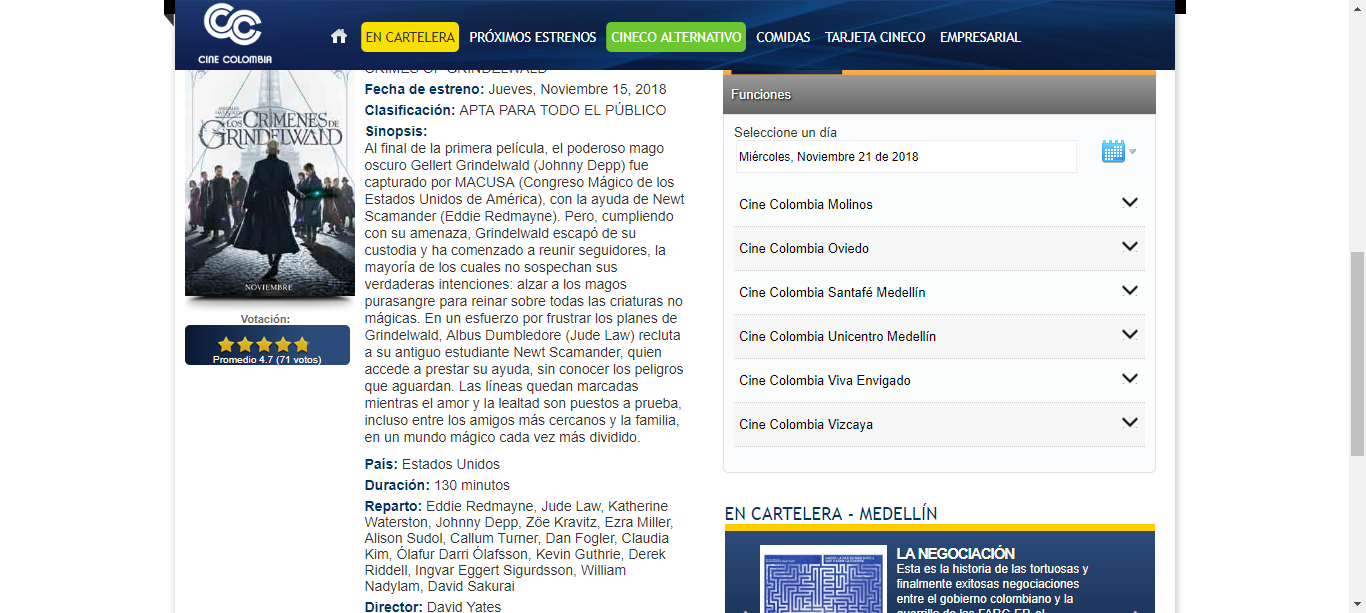 CINE COLOMBIA
EN CARTELERA
PRÓXIMOS ESTRENOS
CINECO ALTERNATIVO
COMIDAS
TARJETA CINECO
EMPRESARIAL
LOS CRÍMENES DE
GRINDELWALD
NOVIEMBRE
Votación:
Promedio 4.7 (71 votos)
CRIMES OF GRINDELWALD
Fecha de estreno: Jueves, Noviembre 15, 2018
Clasificación: APTA PARA TODO EL PÚBLICO
Sinopsis:
Al final de la primera película, el poderoso mago
oscuro Gellert Grindelwald (Johnny Depp) fue
capturado por MACUSA (Congreso Mágico de los
Estados Unidos de América), con la ayuda de Newt
Scamander (Eddie Redmayne). Pero, cumpliendo
con su amenaza, Grindelwald escapó de su
custodia y ha comenzado a reunir seguidores, la
mayoría de los cuales no sospechan sus
verdaderas intenciones: alzar a los magos
purasangre para reinar sobre todas las criaturas no
mágicas. En un esfuerzo por frustrar los planes de
Grindelwald, Albus Dumbledore (Jude Law) recluta
a su antiguo estudiante Newt Scamander, quien
accede a prestar su ayuda, sin conocer los peligros
que aguardan. Las líneas quedan marcadas
mientras el amor y la lealtad son puestos a prueba,
incluso entre los amigos más cercanos y la familia,
en un mundo mágico cada vez más dividido.
País: Estados Unidos
Duración: 130 minutos
Reparto: Eddie Redmayne, Jude Law, Katherine
Waterston, Johnny Depp, Zöe Kravitz, Ezra Miller,
Alison Sudol, Callum Turner, Dan Fogler, Claudia
Kim, Ólafur Darri Ólafsson, Kevin Guthrie, Derek
Riddell, Ingvar Eggert Sigurdsson, William
Nadylam, David Sakurai
Director: David Yates
Funciones
Seleccione un día
Miércoles, Noviembre 21 de 2018
Cine Colombia Molinos
Cine Colombia Oviedo
Cine Colombia Santafé Medellín
Cine Colombia Unicentro Medellín
Cine Colombia Viva Envigado
Cine Colombia Vizcaya
EN CARTELERA - MEDELLÍN
LA NEGOCIACIÓN
Esta es la historia de las tortuosas y
finalmente exitosas negociaciones
entre el gobierno colombiano y la
guerrilla de las FARC-EP, el